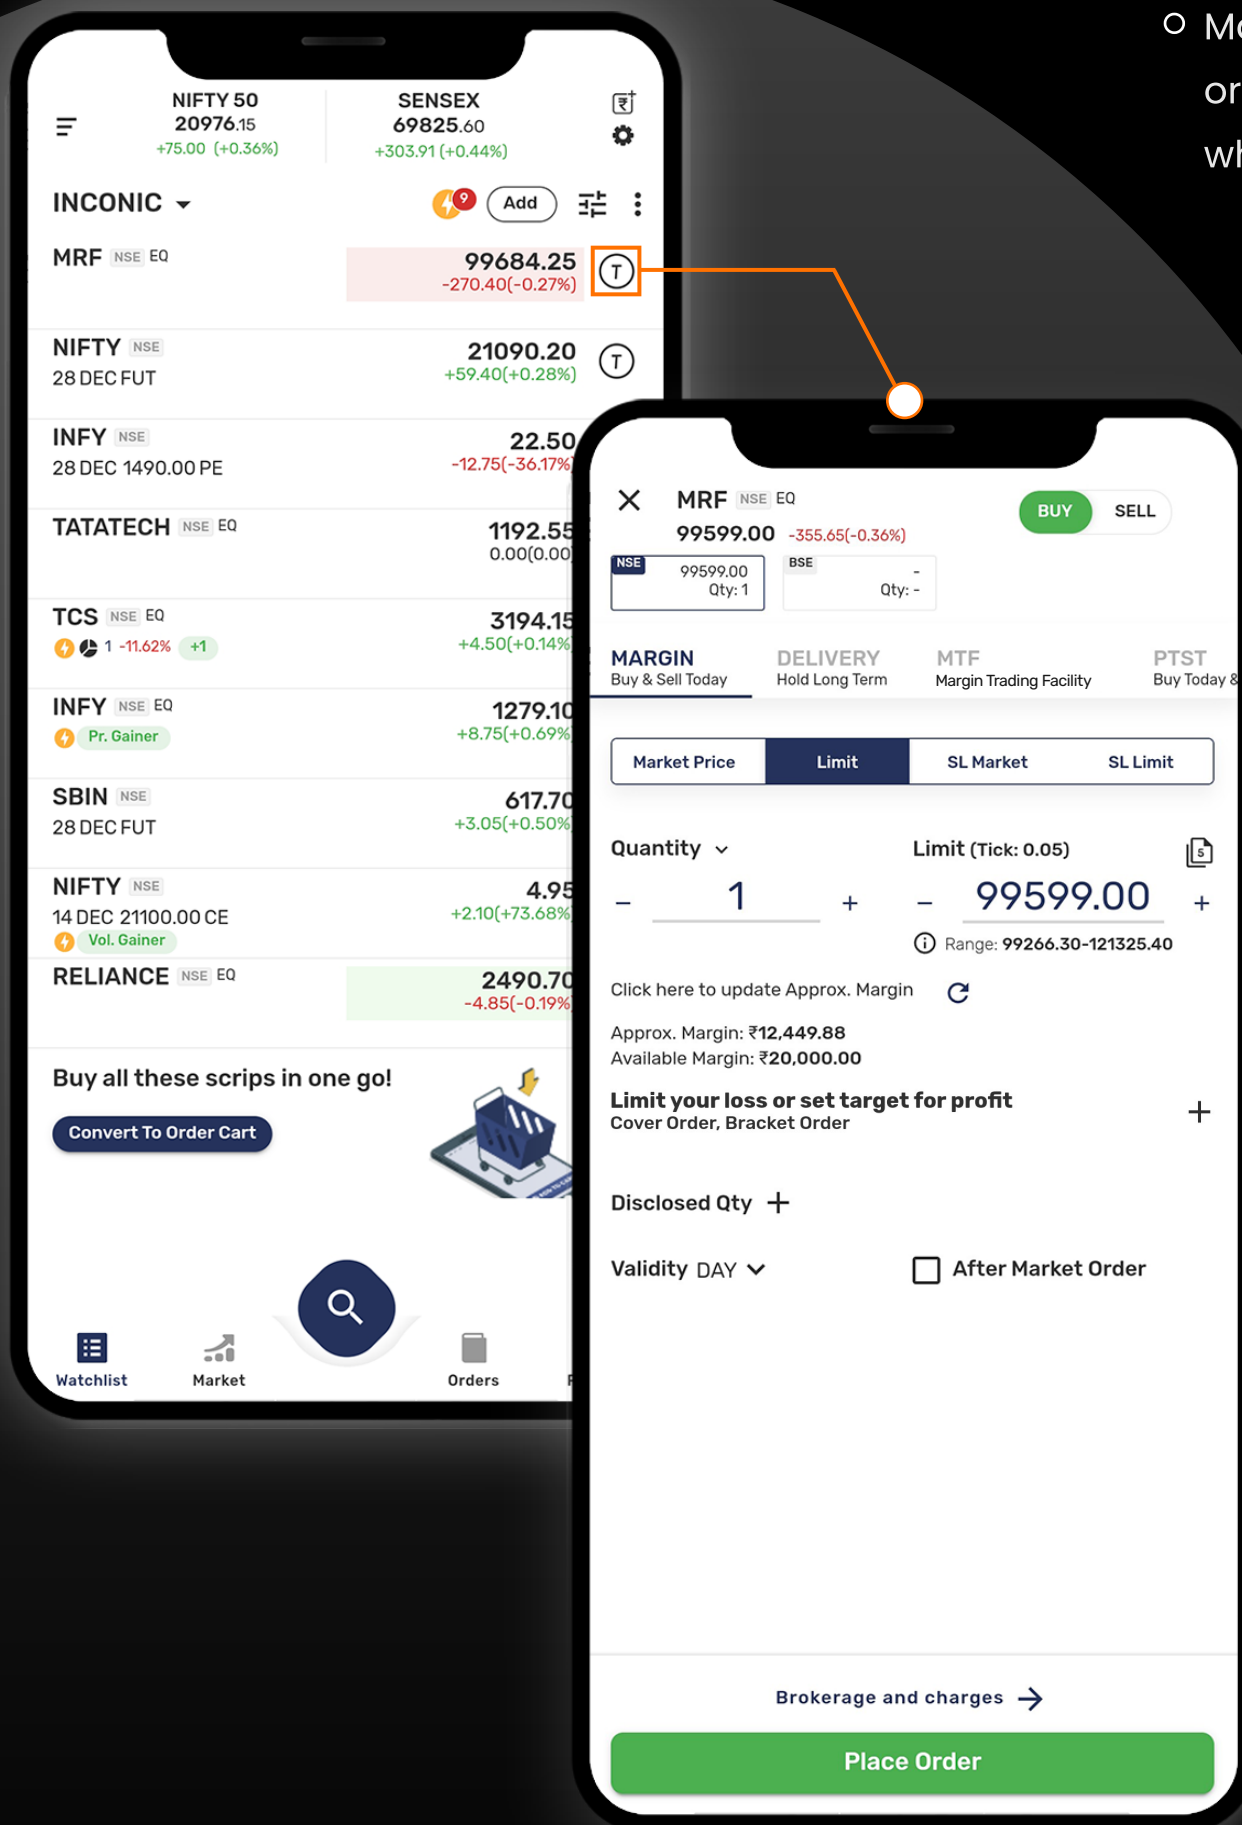 Ma
or
wh
NIFTY 50
20976.15
+75.00 (+0.36%)
SENSEX
69825.60
+303.91 (+0.44%)
INCONIC
9
Add
MRF NSE EQ
99684.25
-270.40(-0.27%)
T
NIFTY NSE
28 DEC FUT
21090.20
+59.40(+0.28%)
T
INFY NSE
28 DEC 1490.00 PE
22.50
-12.75(-36.17%
TATATECH NSE EQ
1192.55
0.00(0.00
TCS NSE EQ
1 -11.62% +1
3194.15
+4.50(+0.14%
INFY NSE EQ
Pr. Gainer
1279.10
+8.75(+0.69%
SBIN NSE
28 DEC FUT
617.70
+3.05(+0.50%
NIFTY NSE
14 DEC 21100.00 CE
Vol. Gainer
4.95
+2.10(+73.68%
RELIANCE NSE EQ
2490.70
-4.85(-0.19%
Buy all these scrips in one go!
Convert To Order Cart
Watchlist
Market
Orders
MRF NSE EQ
99599.00 -355.65(-0.36%)
BUY SELL
NSE
99599.00
Qty: 1
BSE
-
Qty: -
MARGIN
Buy & Sell Today
DELIVERY
Hold Long Term
MTF
Margin Trading Facility
PTST
Buy Today &
Market Price Limit SL Market SL Limit
Quantity
1
Limit (Tick: 0.05)
5
99599.00
Range: 99266.30-121325.40
Click here to update Approx. Margin
Approx. Margin: ₹12,449.88
Available Margin: ₹20,000.00
Limit your loss or set target for profit
Cover Order, Bracket Order
Disclosed Qty
Validity DAY
After Market Order
Brokerage and charges
Place Order